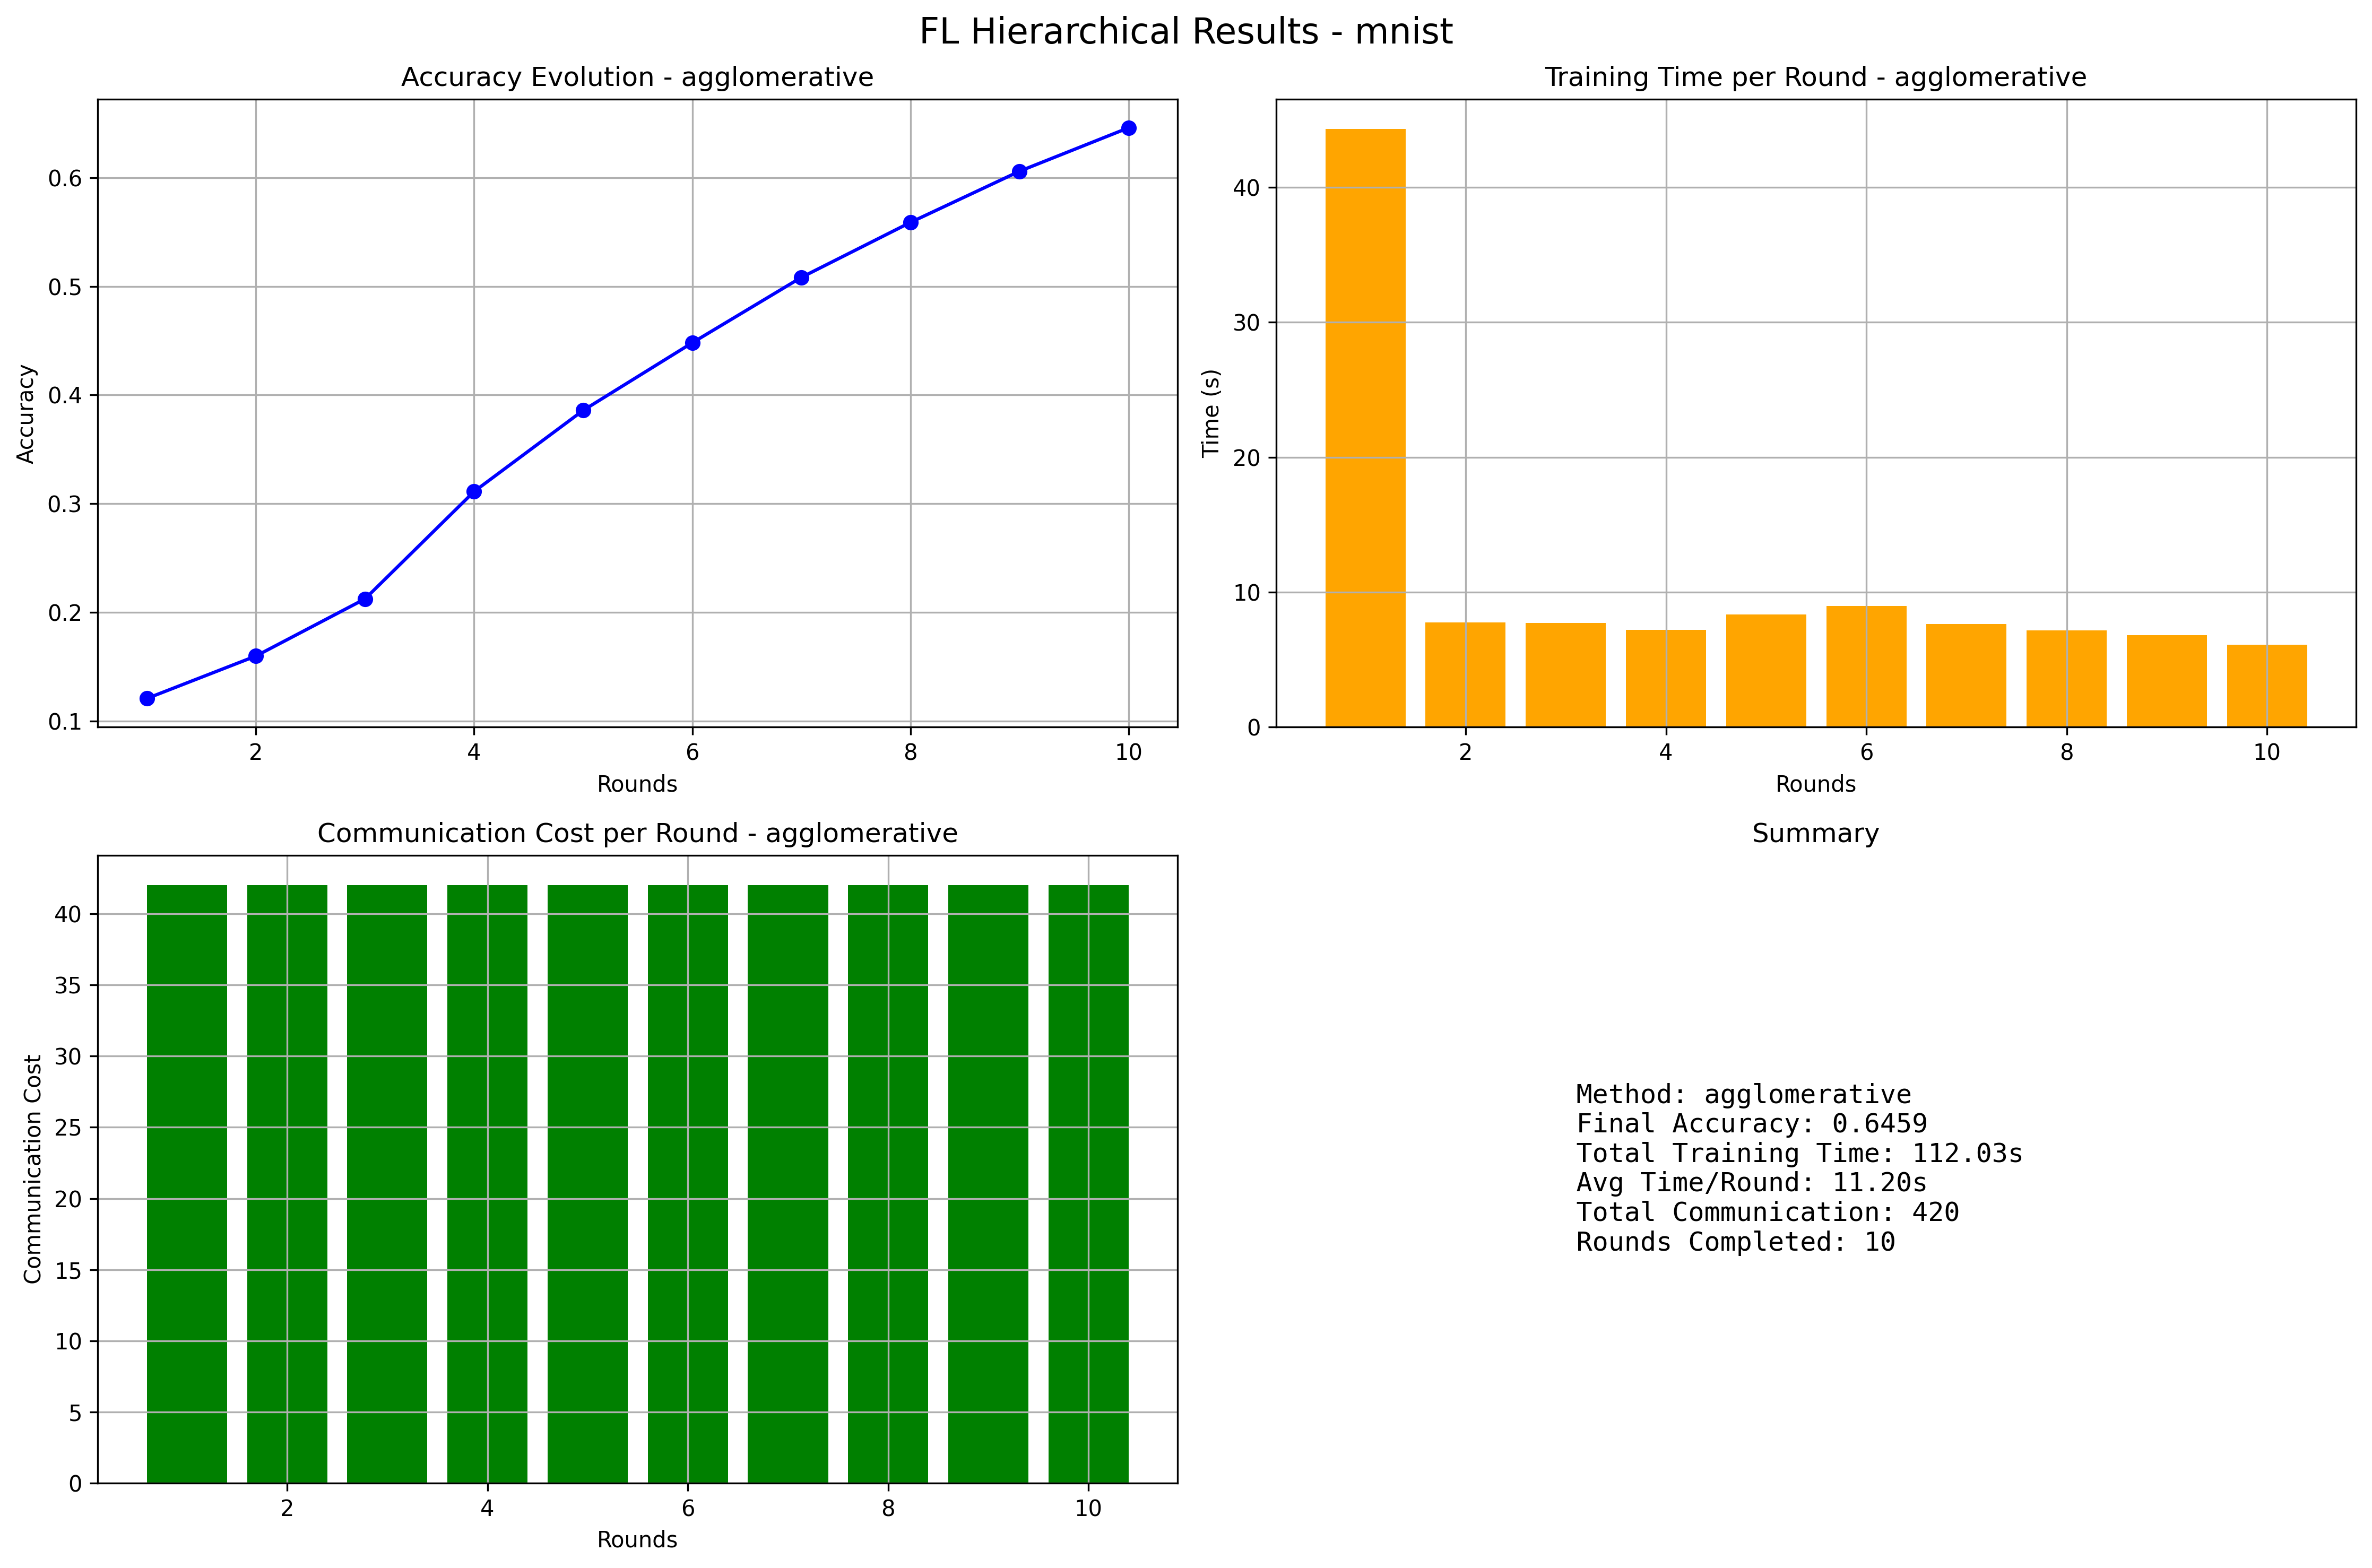 FL Hierarchical Results - mnist
Accuracy Evolution - agglomerative
Accuracy
0.6
0.5
0.4
0.3
0.2
0.1
2 4 6 8 10
Rounds
Training Time per Round - agglomerative
Time (s)
40
30
20
10
0
2 4 6 8 10
Rounds
Communication Cost per Round - agglomerative
Communication Cost
40
35
30
25
20
15
10
5
0
2 4 6 8 10
Rounds
Summary
Method: agglomerative
Final Accuracy: 0.6459
Total Training Time: 112.03s
Avg Time/Round: 11.20s
Total Communication: 420
Rounds Completed: 10